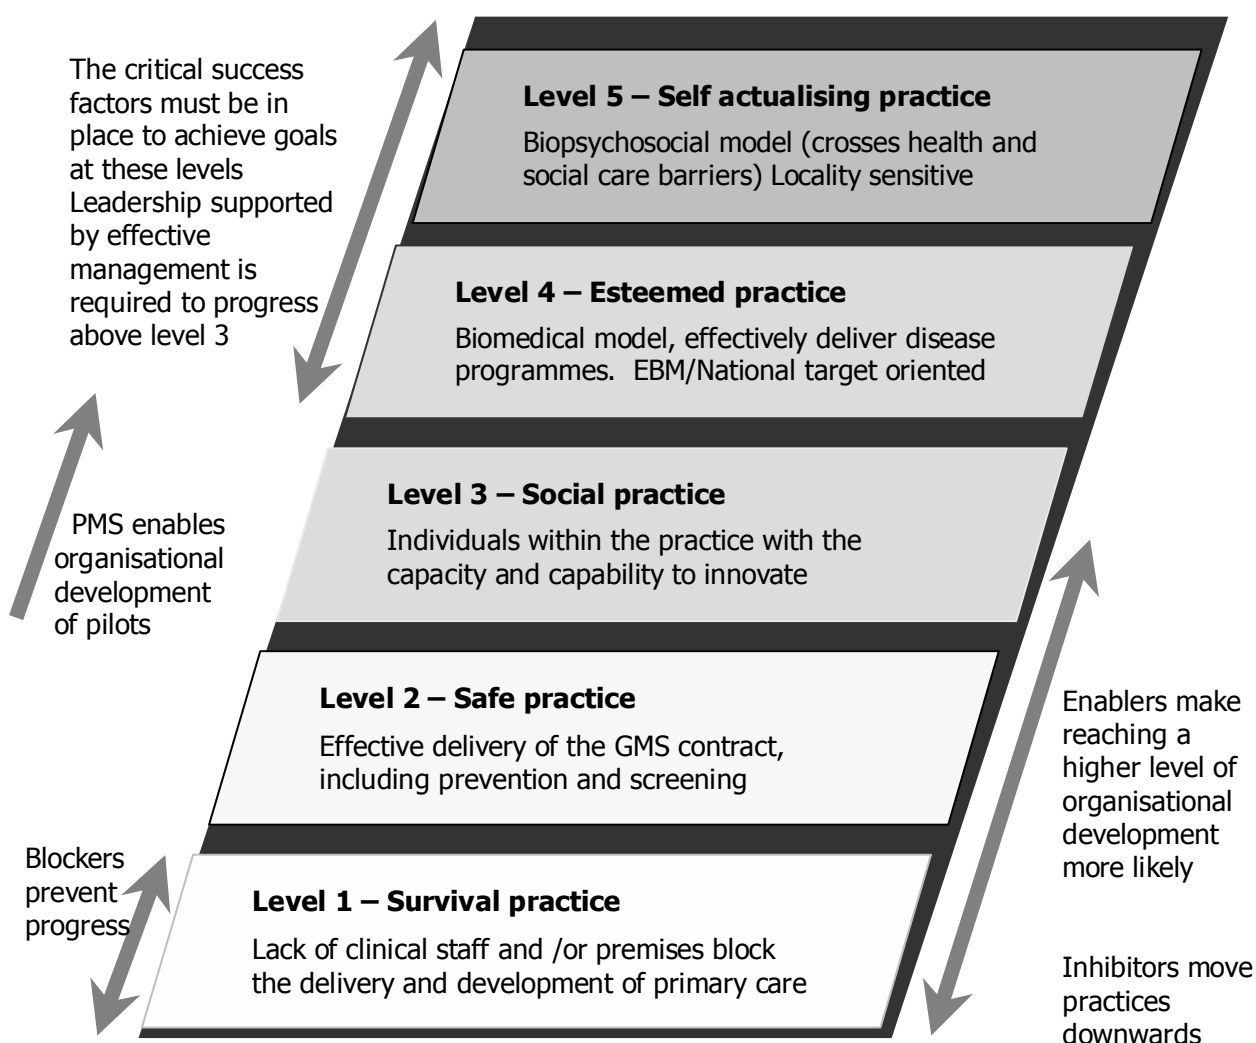 The critical success
factors must be in
place to achieve goals
at these levels
Leadership supported
by effective
management is
required to progress
above level 3
Level 5 – Self actualising practice
Biopsychosocial model (crosses health and
social care barriers) Locality sensitive
Level 4 – Esteemed practice
Biomedical model, effectively deliver disease
programmes.  EBM/National target oriented
PMS enables
organisational
development
of pilots
Level 3 – Social practice
Individuals within the practice with the
capacity and capability to innovate
Level 2 – Safe practice
Effective delivery of the GMS contract,
including prevention and screening
Enablers make
reaching a
higher level of
organisational
development
more likely
Blockers
prevent
progress
Level 1 – Survival practice
Lack of clinical staff and /or premises block
the delivery and development of primary care
Inhibitors move
practices
downwards